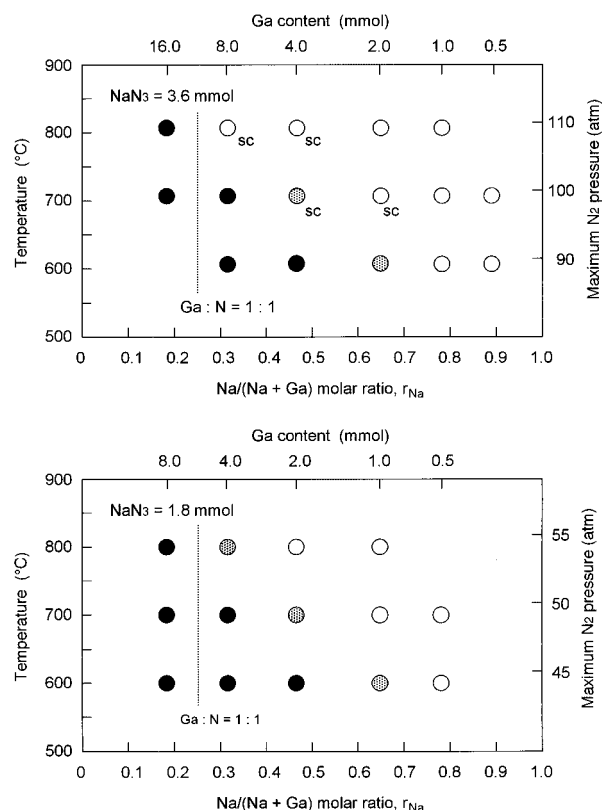 Ga content (mmol)
16.0 8.0 4.0 2.0 1.0 0.5
900
800
700
600
500
Temperature (°C)
NaN3 = 3.6 mmol
sc sc
sc sc
Ga : N = 1 : 1
110
100
90
Maximum N2 pressure (atm)
0 0.1 0.2 0.3 0.4 0.5 0.6 0.7 0.8 0.9 1.0
Na/(Na + Ga) molar ratio, rNa
Ga content (mmol)
8.0 4.0 2.0 1.0 0.5
900
800
700
600
500
Temperature (°C)
NaN3 = 1.8 mmol
Ga : N = 1 : 1
55
50
45
Maximum N2 pressure (atm)
0 0.1 0.2 0.3 0.4 0.5 0.6 0.7 0.8 0.9 1.0
Na/(Na + Ga) molar ratio, rNa